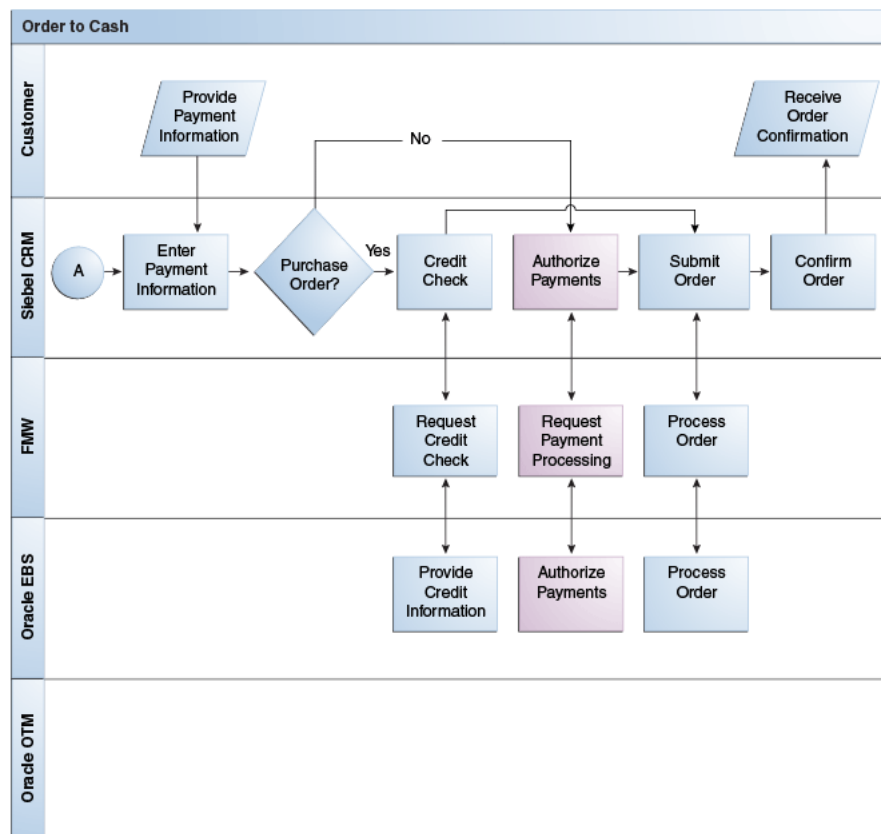 Order to Cash
Customer
Provide
Payment
Information
No
Receive
Order
Confirmation
Siebel CRM
A
Enter
Payment
Information
Purchase
Order?
Yes
Credit
Check
Authorize
Payments
Submit
Order
Confirm
Order
FMW
Request
Credit
Check
Request
Payment
Processing
Process
Order
Oracle EBS
Provide
Credit
Information
Authorize
Payments
Process
Order
Oracle OTM